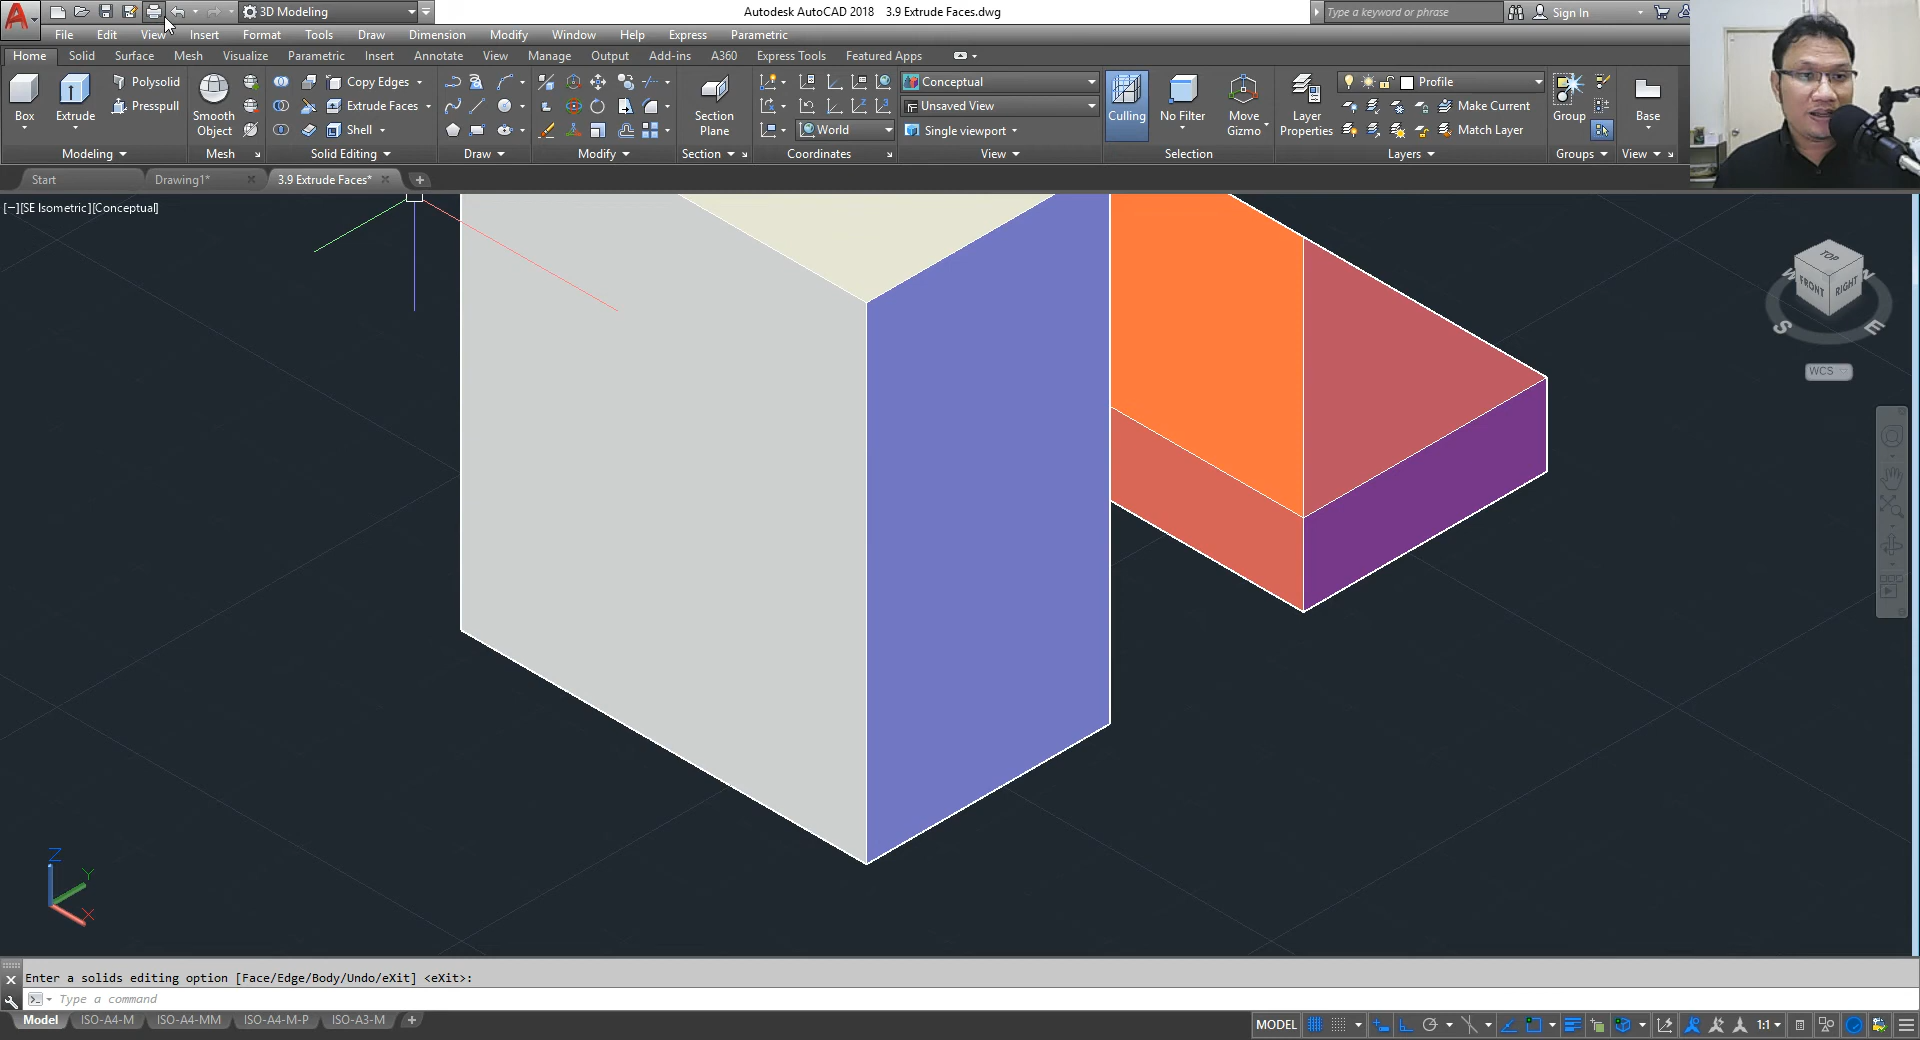 3D Modeling
Autodesk AutoCAD 2018 3.9 Extrude Faces.dwg
Type a keyword or phrase
Sign In
File Edit View Insert Format Tools Draw Dimension Modify Window Help Express Parametric
Home Solid Surface Mesh Visualize Parametric Insert Annotate View Manage Output Add-ins A360 Express Tools Featured Apps
Box
Extrude
Polysolid
Presspull
Modeling
Smooth
Object
Mesh
Copy Edges
Extrude Faces
Shell
Solid Editing
Draw
Modify
Section
Plane
Section
World
Coordinates
Conceptual
Unsaved View
Single viewport
View
Culling
No Filter
Move
Gizmo
Selection
Layer
Properties
Profile
Make Current
Match Layer
Layers
Group
Groups
Base
View
Start Drawing1* 3.9 Extrude Faces*
[−][SE Isometric][Conceptual]
TOP
FRONT
RIGHT
W
N
S
E
WCS
Z
Y
X
Enter a solids editing option [Face/Edge/Body/Undo/eXit] <eXit>:
Type a command
Model ISO-A4-M ISO-A4-MM ISO-A4-M-P ISO-A3-M
MODEL
1:1